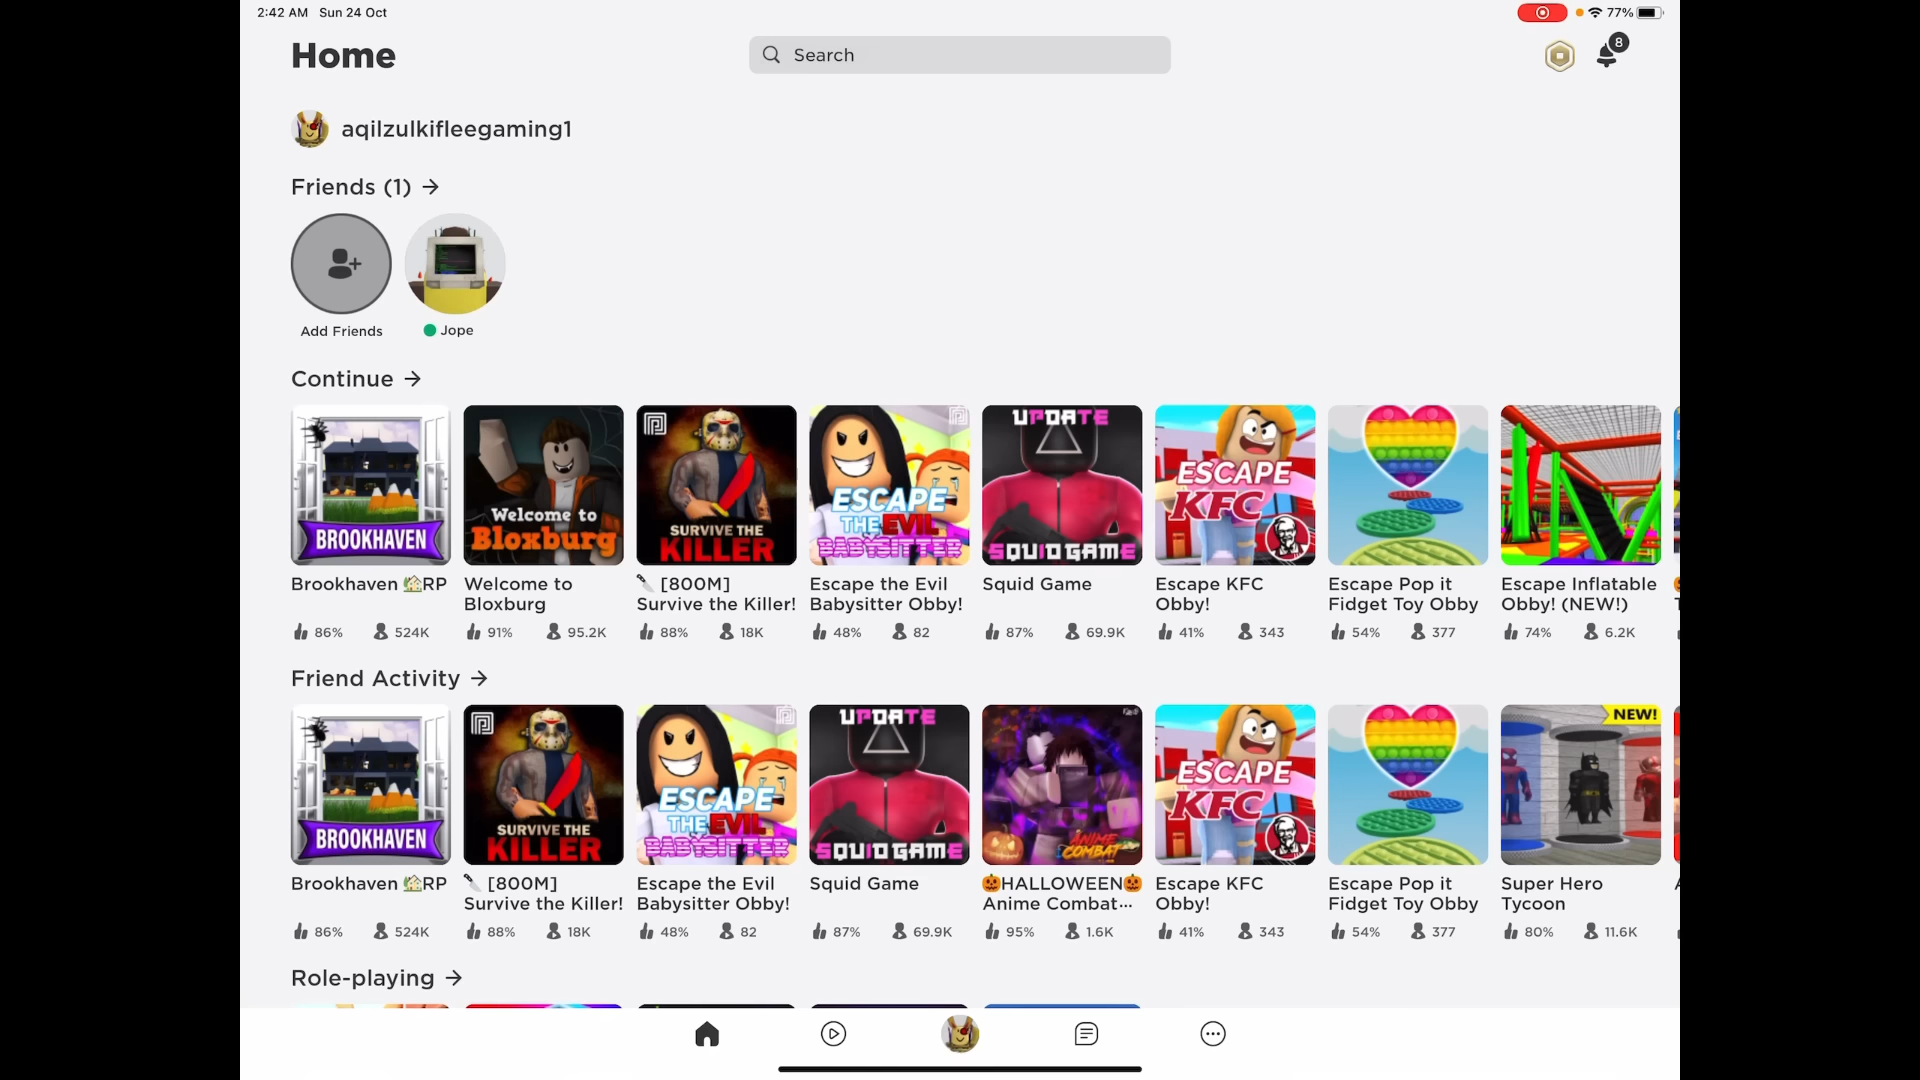 2:42 AM Sun 24 Oct
77%
Home
Search
8
aqilzulkifleegaming1
Friends (1) →
Add Friends
Jope
Continue →
BROOKHAVEN
Welcome to
Bloxburg
SURVIVE THE
KILLER
ESCAPE
THE EVIL
BABYSITTER
UPDATE
SQUID GAME
ESCAPE
KFC
Brookhaven 🏡RP
Welcome to
Bloxburg
🔪 [800M]
Survive the Killer!
Escape the Evil
Babysitter Obby!
Squid Game
Escape KFC
Obby!
Escape Pop it
Fidget Toy Obby
Escape Inflatable
Obby! (NEW!)
86% 524K
91% 95.2K
88% 18K
48% 82
87% 69.9K
41% 343
54% 377
74% 6.2K
Friend Activity →
BROOKHAVEN
SURVIVE THE
KILLER
ESCAPE
THE EVIL
BABYSITTER
UPDATE
SQUID GAME
ANIME
COMBAT
ESCAPE
KFC
NEW!
Brookhaven 🏡RP
🔪 [800M]
Survive the Killer!
Escape the Evil
Babysitter Obby!
Squid Game
🎃HALLOWEEN🎃
Anime Combat...
Escape KFC
Obby!
Escape Pop it
Fidget Toy Obby
Super Hero
Tycoon
86% 524K
88% 18K
48% 82
87% 69.9K
95% 1.6K
41% 343
54% 377
80% 11.6K
Role-playing →